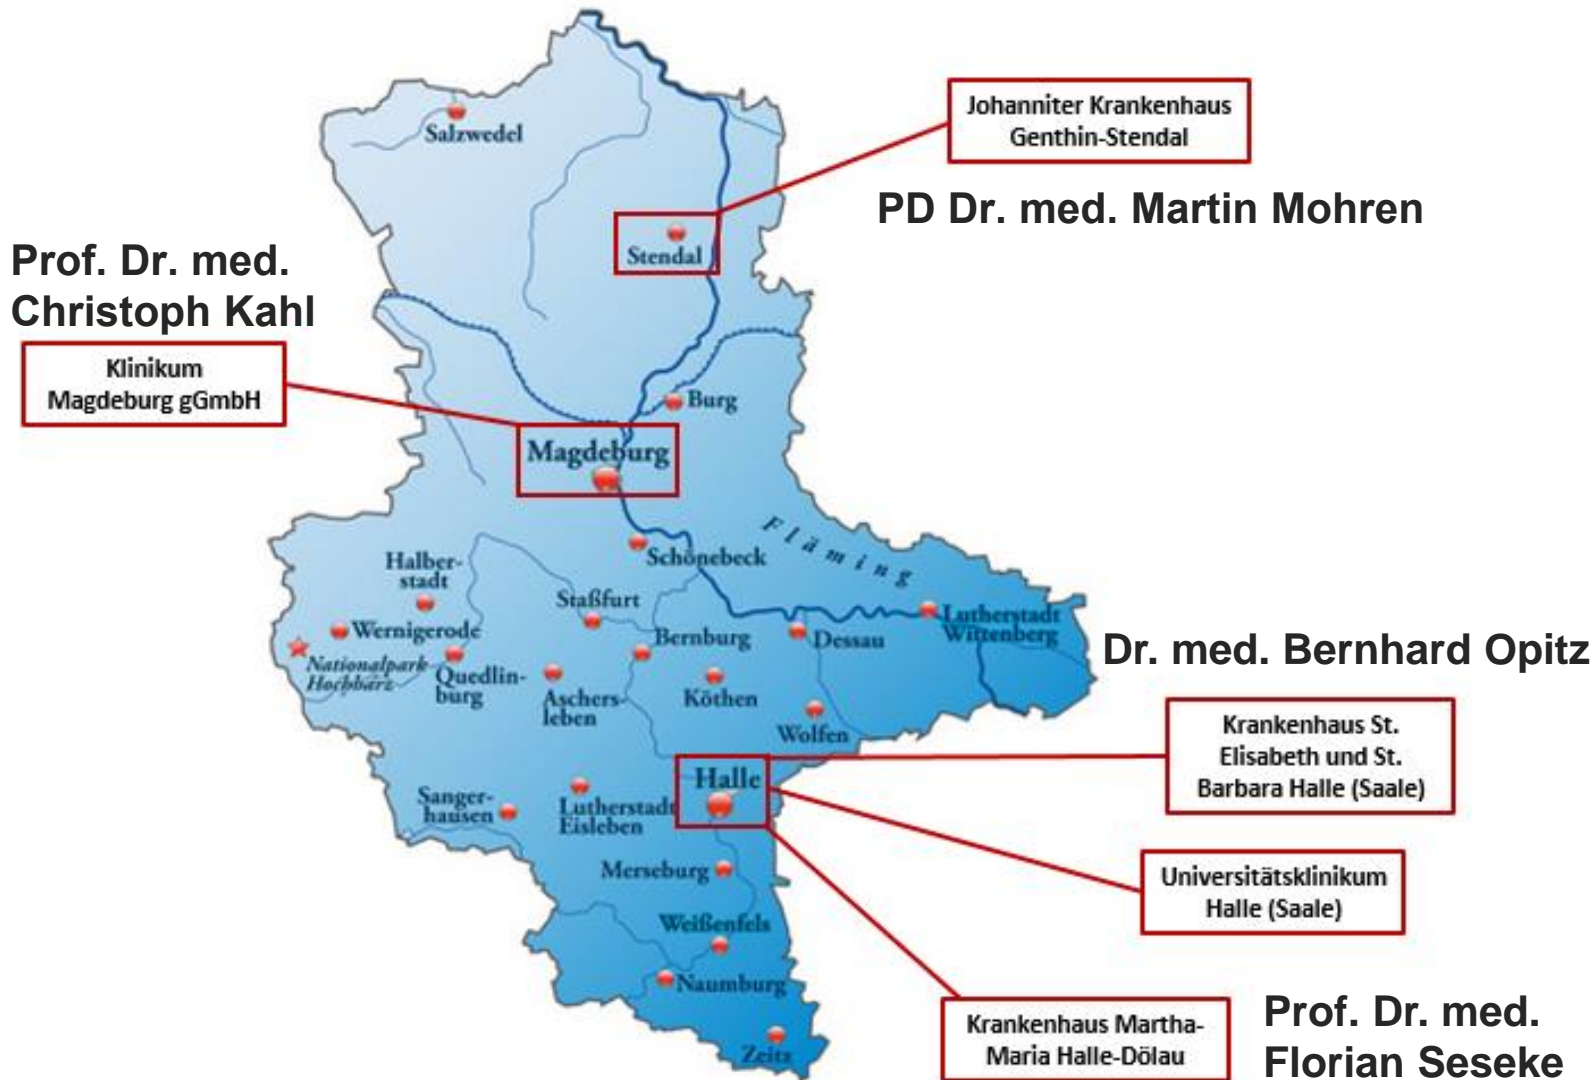 Johanniter Krankenhaus
Genthin-Stendal
PD Dr. med. Martin Mohren
Prof. Dr. med.
Christoph Kahl
Klinikum
Magdeburg gGmbH
Salzwedel
Stendal
Burg
Magdeburg
Fläming
Schönebeck
Halber-
stadt
Staßfurt
Lutherstadt
Wittenberg
Wernigerode
Bernburg
Dessau
Nationalpark
Hochharz
Quedlin-
burg
Aschers-
leben
Köthen
Wolfen
Dr. med. Bernhard Opitz
Krankenhaus St.
Elisabeth und St.
Barbara Halle (Saale)
Halle
Sanger-
hausen
Lutherstadt
Eisleben
Merseburg
Universitätsklinikum
Halle (Saale)
Weißenfels
Naumburg
Zeitz
Krankenhaus Martha-
Maria Halle-Dölau
Prof. Dr. med.
Florian Seseke